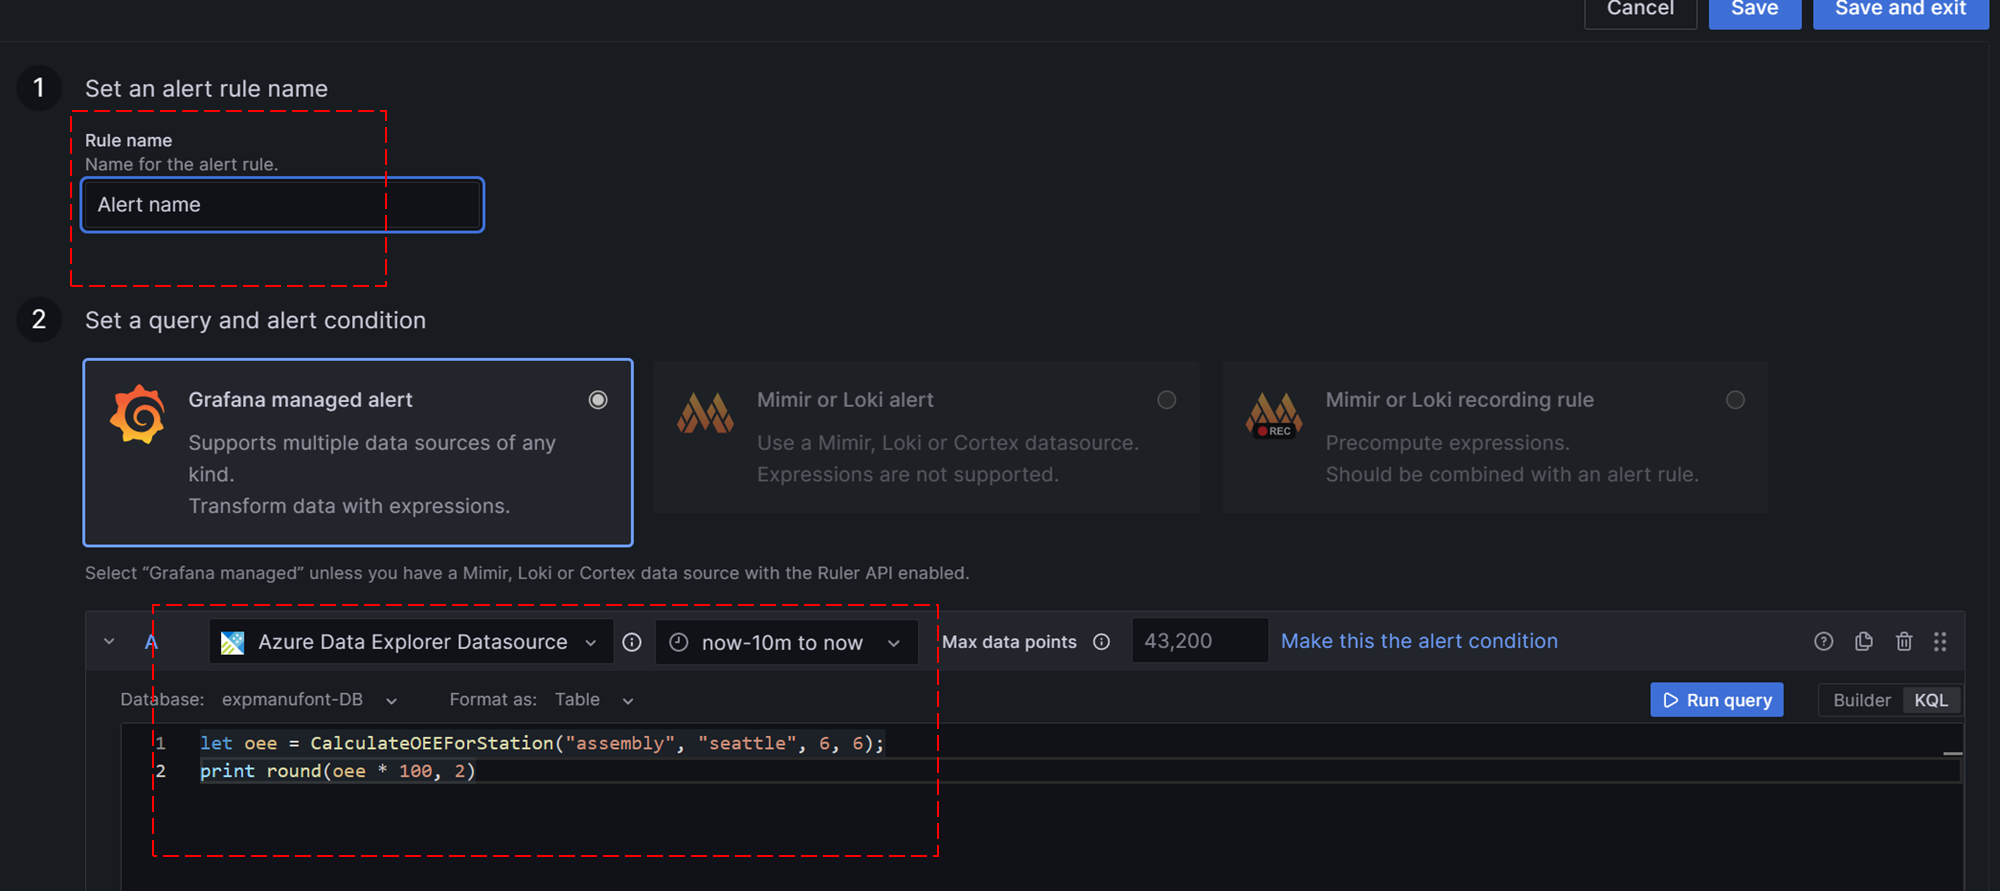 Cancel Save Save and exit
1 Set an alert rule name
Rule name
Name for the alert rule.
Alert name
2 Set a query and alert condition
Grafana managed alert
Supports multiple data sources of any
kind.
Transform data with expressions.
Mimir or Loki alert
Use a Mimir, Loki or Cortex datasource.
Expressions are not supported.
REC
Mimir or Loki recording rule
Precompute expressions.
Should be combined with an alert rule.
Select “Grafana managed” unless you have a Mimir, Loki or Cortex data source with the Ruler API enabled.
A Azure Data Explorer Datasource now-10m to now Max data points 43,200 Make this the alert condition
Database: expmanufont-DB Format as: Table Run query Builder KQL
1 let oee = CalculateOEEForStation("assembly", "seattle", 6, 6);
2 print round(oee * 100, 2)